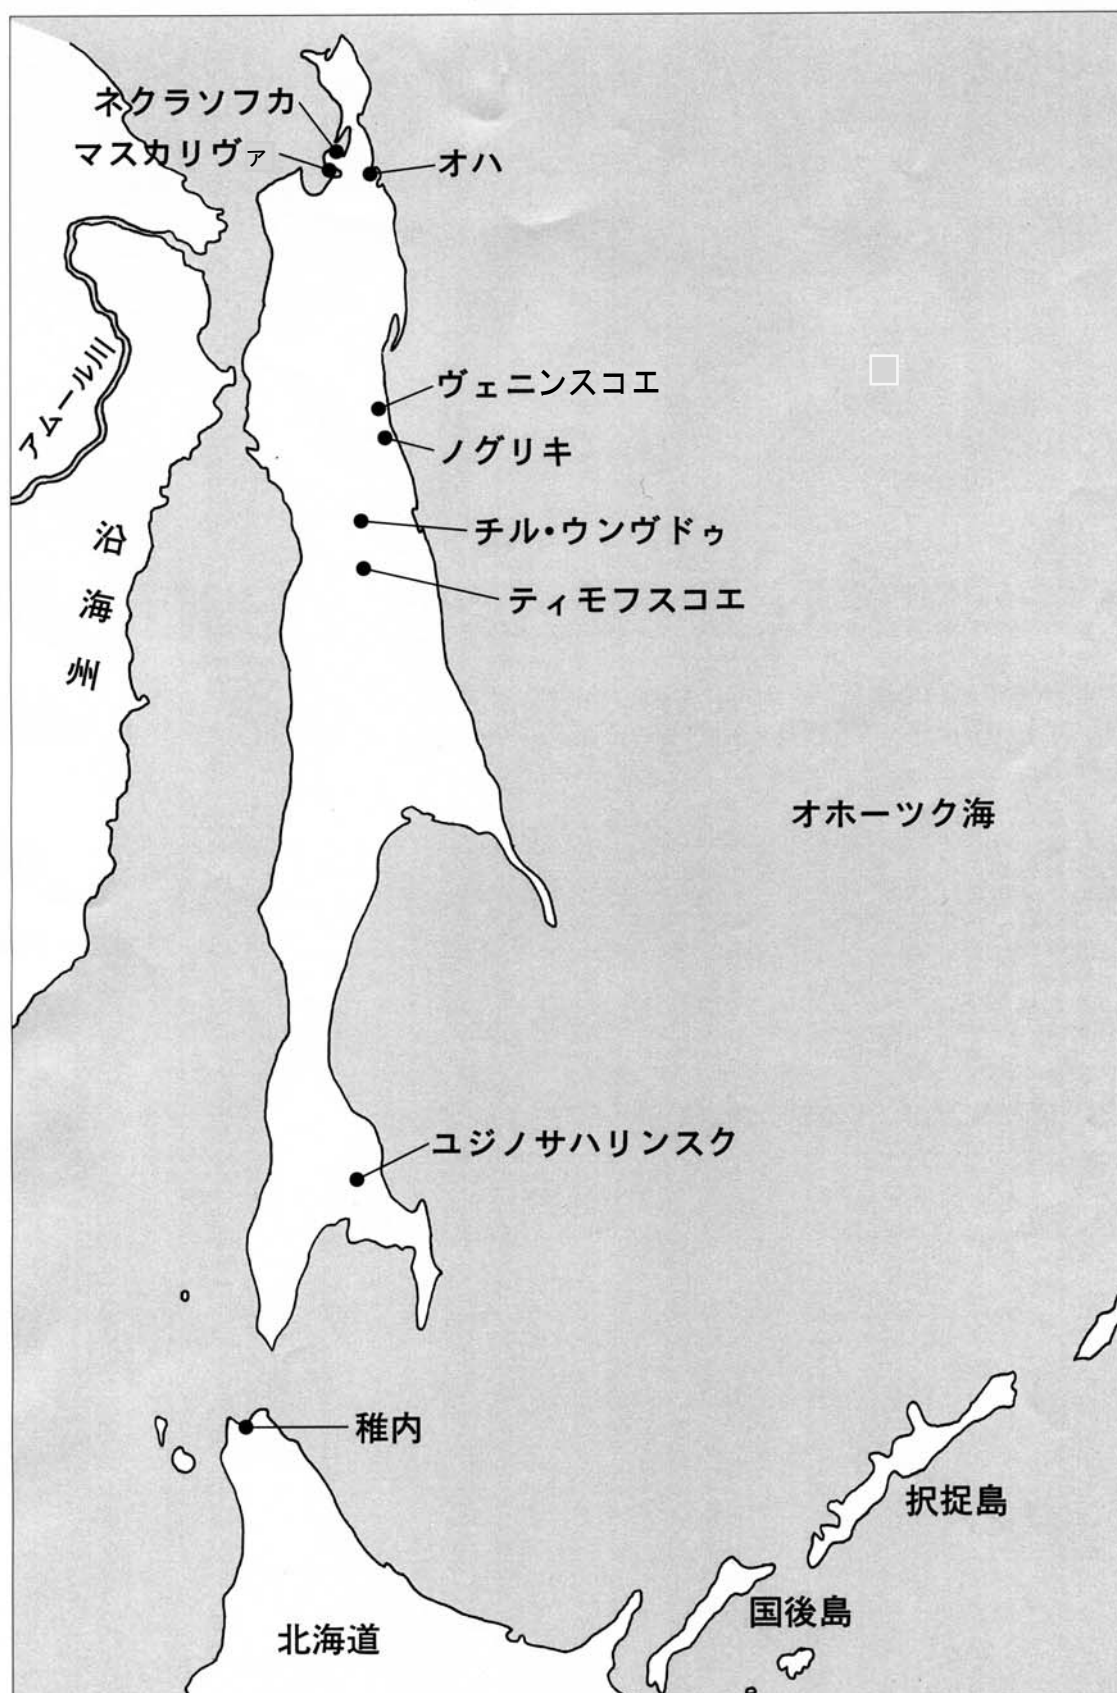 ネクラソフカ
マスカリヴァ
オハ
アムール川
ヴェニンスコエ
ノグリキ
チル・ウンヴドゥ
ティモフスコエ
沿海州
オホーツク海
ユジノサハリンスク
稚内
択捉島
国後島
北海道